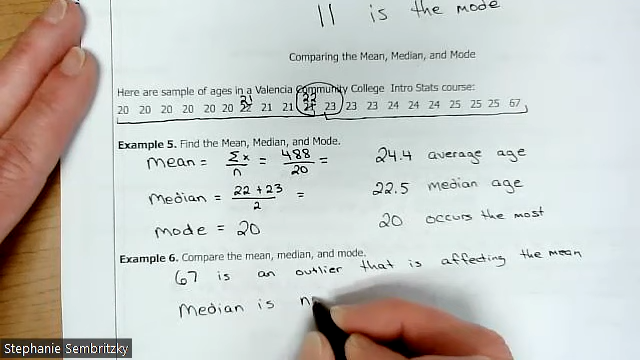 11 is the mode
Comparing the Mean, Median, and Mode
Here are sample of ages in a Valencia Community College Intro Stats course:
20 20 20 20 20 20 22 21 21 21 23 23 23 24 24 24 25 25 25 67
21 22
Example 5. Find the Mean, Median, and Mode.
mean = Σx/n = 488/20 = 24.4 average age
median = 22+23/2 = 22.5 median age
mode = 20 20 occurs the most
Example 6. Compare the mean, median, and mode.
67 is an outlier that is affecting the mean
Median is n
Stephanie Sembritzky